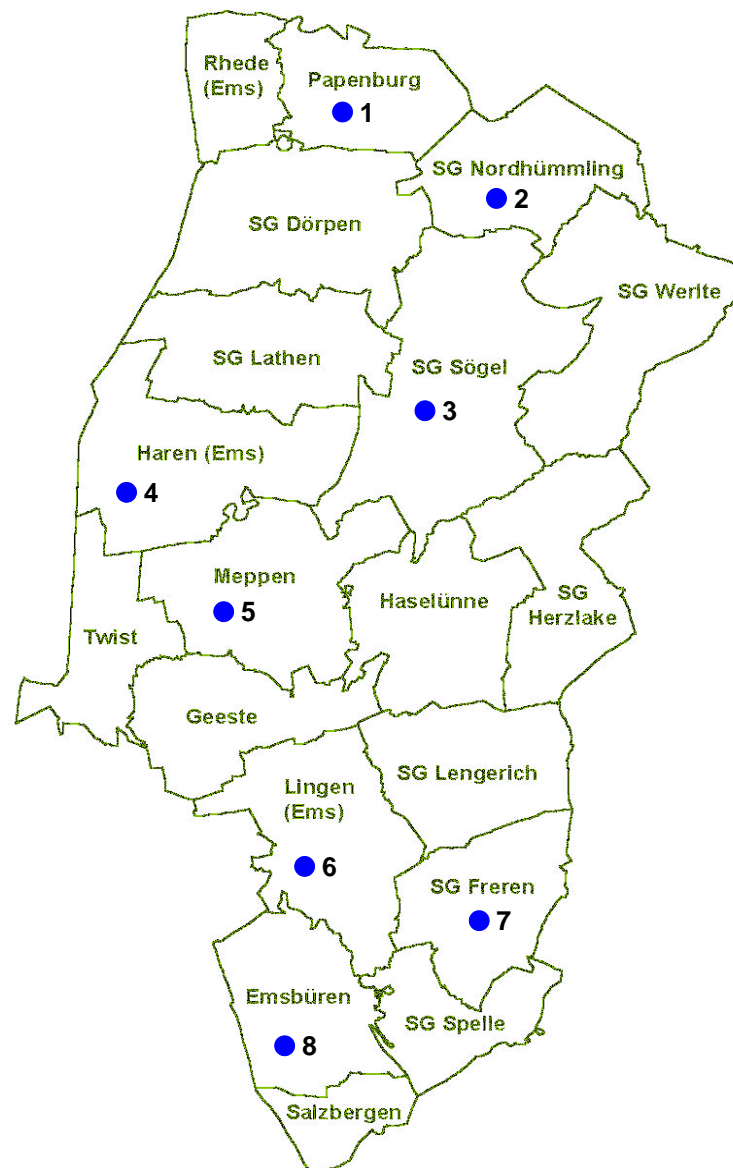 Rhede
(Ems)
Papenburg
1
SG Nordhümmling
2
SG Dörpen
SG Werlte
SG Lathen
SG Sögel
3
Haren (Ems)
4
Meppen
5
Haselünne
SG
Herzlake
Twist
Geeste
SG Lengerich
Lingen
(Ems)
6
SG Freren
7
Emsbüren
8
SG Spelle
Salzbergen